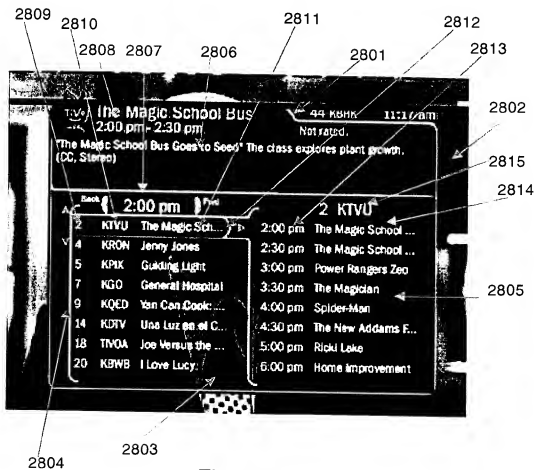 2809
2810
2808
2807
2806
2811
2812
2813
2801
2802
2815
2814
2805
2803
2804
TiVo The Magic School Bus 44 KBHK 11:17 am
2:00 pm - 2:30 pm Not rated.
"The Magic School Bus Goes to Seed" The class explores plant growth.
(CC, Stereo)
Back 2:00 pm Fwd 2 KTVU
2 KTVU The Magic Sch... 2:00 pm The Magic School ...
4 KRON Jenny Jones 2:30 pm The Magic School ...
5 KPIX Guiding Light 3:00 pm Power Rangers Zeo
7 KGO General Hospital 3:30 pm The Magician
9 KQED Yan Can Cook: ... 4:00 pm Spider-Man
14 KDTV Una Luz en el C... 4:30 pm The New Addams F...
18 TIVOA Joe Versus the ... 5:00 pm Ricki Lake
20 KBWB I Love Lucy 6:00 pm Home Improvement